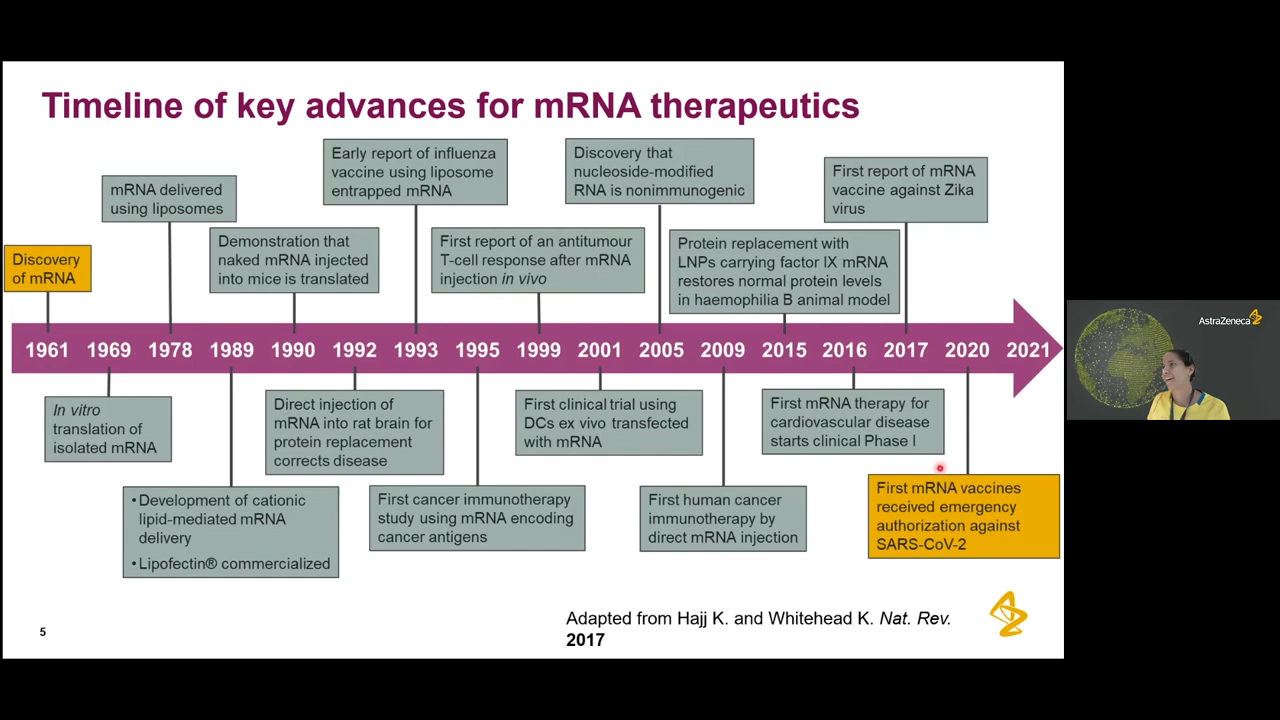 Timeline of key advances for mRNA therapeutics
Early report of influenza
vaccine using liposome
entrapped mRNA
Discovery that
nucleoside-modified
RNA is nonimmunogenic
First report of mRNA
vaccine against Zika
virus
mRNA delivered
using liposomes
Demonstration that
naked mRNA injected
into mice is translated
First report of an antitumour
T-cell response after mRNA
injection in vivo
Protein replacement with
LNPs carrying factor IX mRNA
restores normal protein levels
in haemophilia B animal model
Discovery
of mRNA
1961 1969 1978 1989 1990 1992 1993 1995 1999 2001 2005 2009 2015 2016 2017 2020 2021
In vitro
translation of
isolated mRNA
Direct injection of
mRNA into rat brain for
protein replacement
corrects disease
First clinical trial using
DCs ex vivo transfected
with mRNA
First mRNA therapy for
cardiovascular disease
starts clinical Phase I
• Development of cationic
lipid-mediated mRNA
delivery
• Lipofectin® commercialized
First cancer immunotherapy
study using mRNA encoding
cancer antigens
First human cancer
immunotherapy by
direct mRNA injection
First mRNA vaccines
received emergency
authorization against
SARS-CoV-2
Adapted from Hajj K. and Whitehead K. Nat. Rev.
2017
5
AstraZeneca